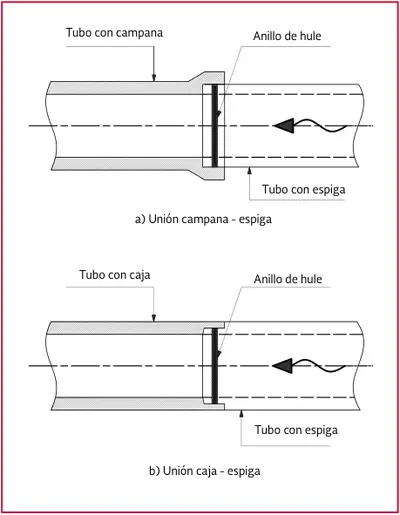 Tubo con campana
Anillo de hule
Tubo con espiga
a) Unión campana - espiga
Tubo con caja
Anillo de hule
Tubo con espiga
b) Unión caja - espiga